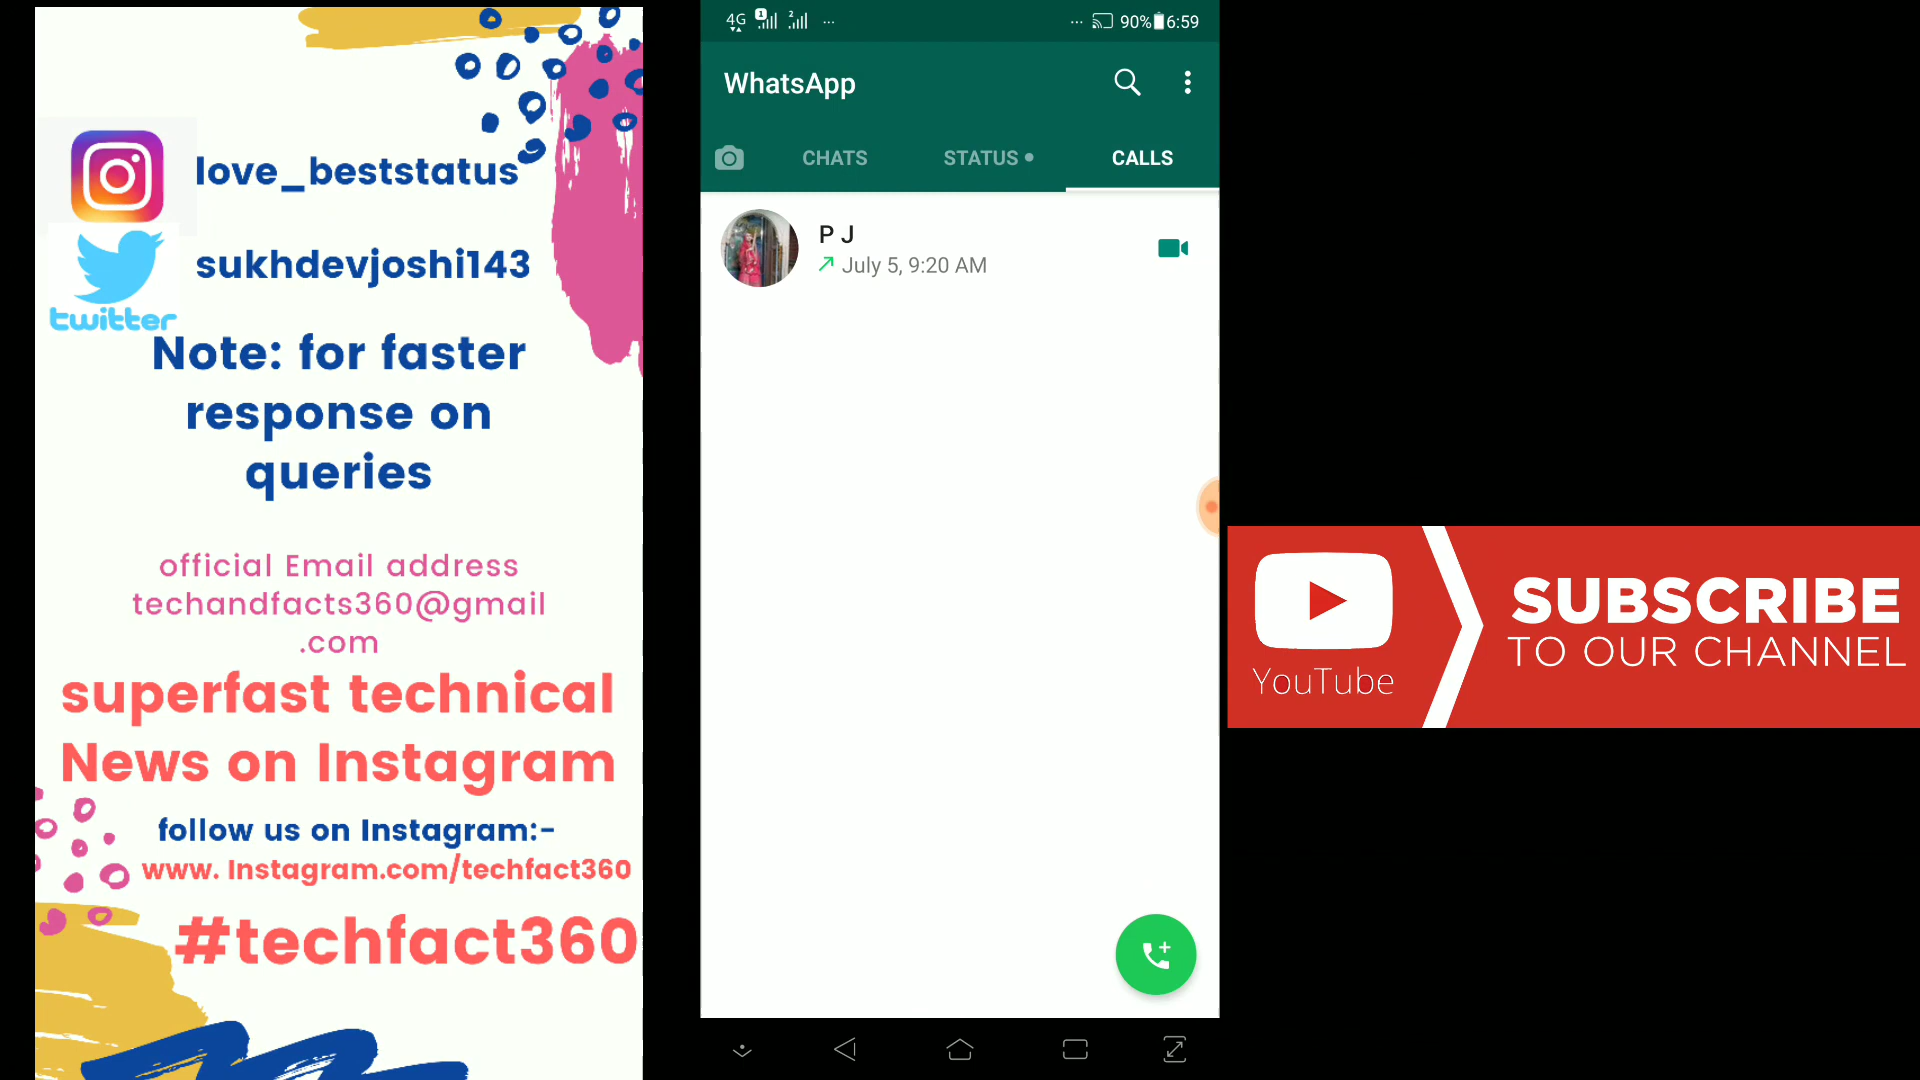 love_beststatus
sukhdevjoshi143
twitter
Note: for faster
response on
queries
official Email address
techandfacts360@gmail
.com
superfast technical
News on Instagram
follow us on Instagram:-
www. Instagram.com/techfact360
#techfact360
4G 1 2 ... ... 90% 6:59
WhatsApp
CHATS STATUS • CALLS
P J
July 5, 9:20 AM
YouTube
SUBSCRIBE
TO OUR CHANNEL